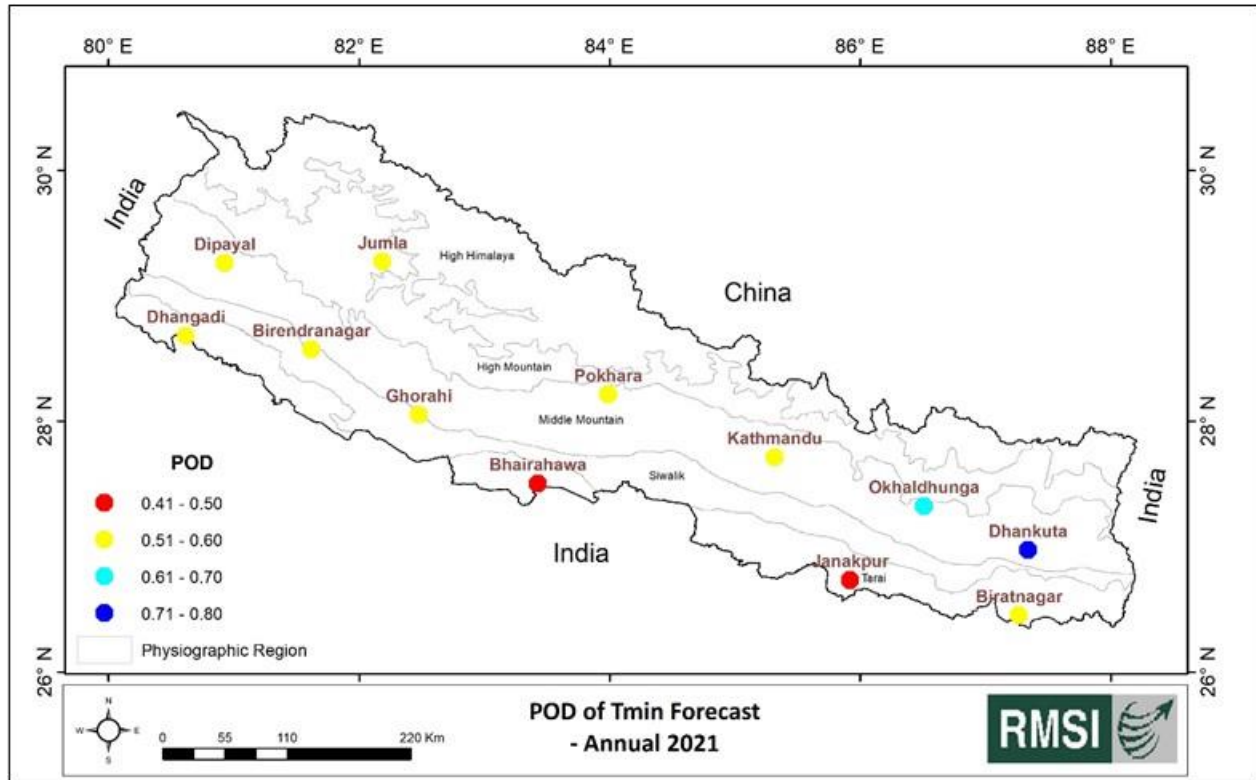 80° E
82° E
84° E
86° E
88° E
30° N
30° N
India
Dipayal
Jumla
High Himalaya
China
Dhangadi
Birendranagar
High Mountain
Pokhara
Ghorahi
Middle Mountain
28° N
28° N
Kathmandu
Bhairahawa
Siwalik
Okhaldhunga
India
Dhankuta
India
Janakpur
Tarai
Biratnagar
POD
0.41 - 0.50
0.51 - 0.60
0.61 - 0.70
0.71 - 0.80
Physiographic Region
26° N
26° N
N
W
E
S
0
55
110
220 Km
POD of Tmin Forecast
- Annual 2021
RMSI